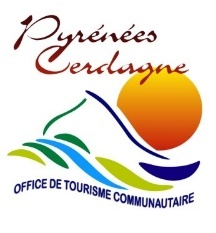 Pyrénées
Cerdagne
OFFICE DE TOURISME COMMUNAUTAIRE